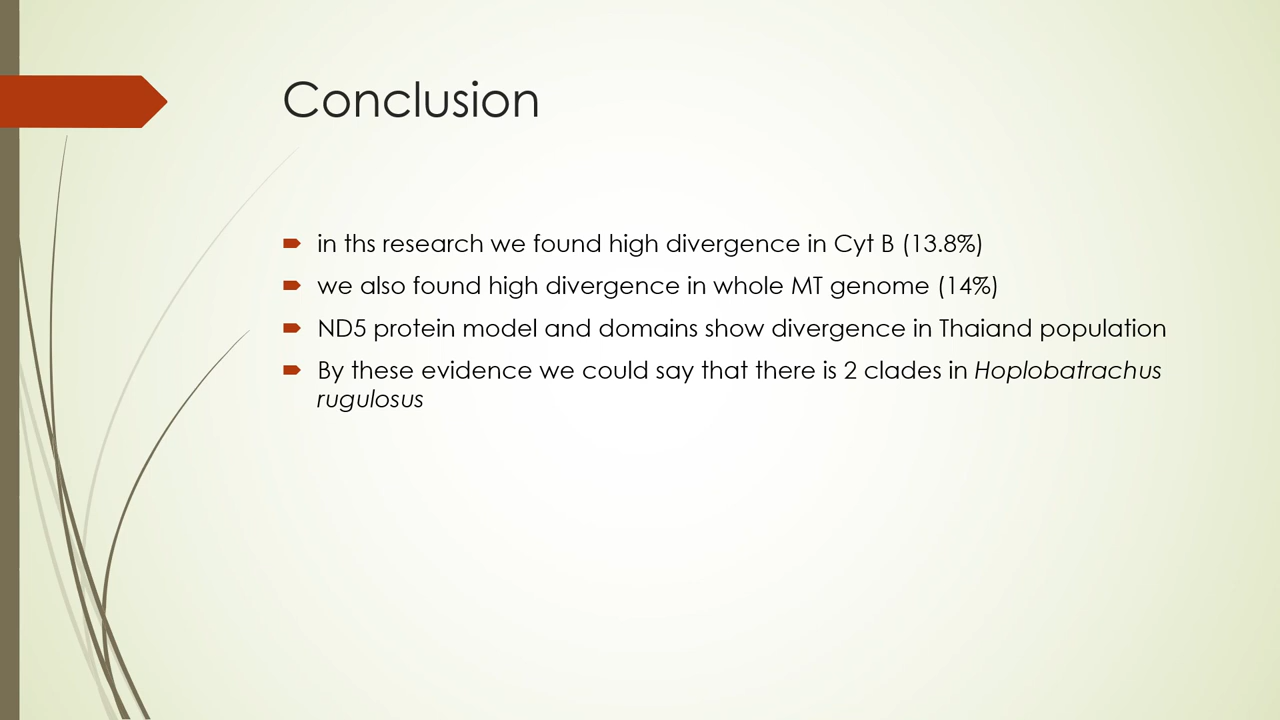 Conclusion
in ths research we found high divergence in Cyt B (13.8%)
we also found high divergence in whole MT genome (14%)
ND5 protein model and domains show divergence in Thaiand population
By these evidence we could say that there is 2 clades in Hoplobatrachus
rugulosus